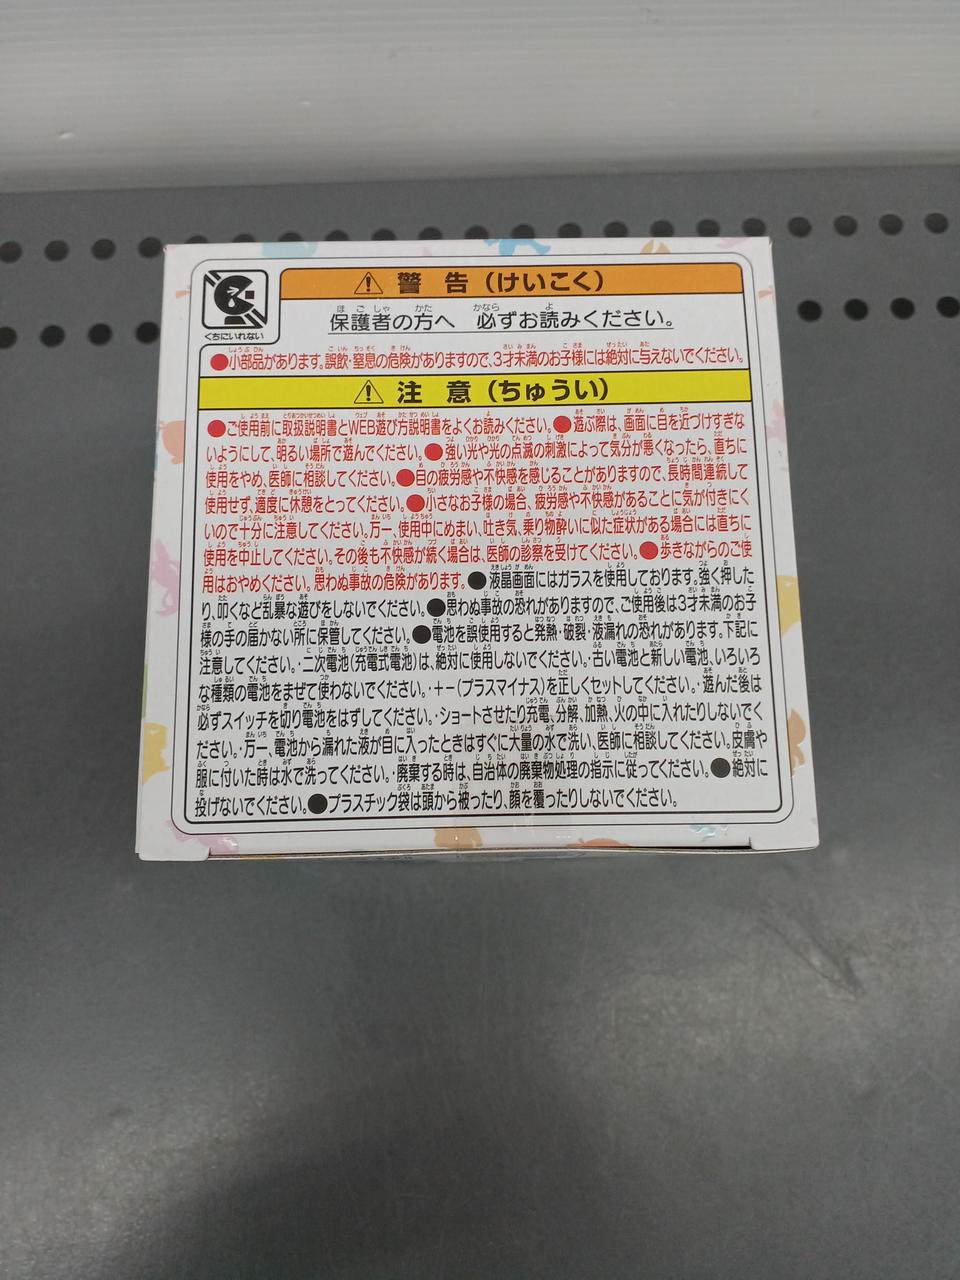 警告(けいこく)
くちにいれない
保護者の方へ 必ずお読みください。
●小部品があります。誤飲・窒息の危険がありますので、3才未満のお子様には絶対に与えないでください。
注意(ちゅうい)
●ご使用前に取扱説明書とWEB遊び方説明書をよくお読みください。●遊ぶ際は、画面に目を近づけすぎな
いようにして、明るい場所で遊んでください。●強い光や光の点滅の刺激によって気分が悪くなったら、直ちに
使用をやめ、医師に相談してください。●目の疲労感や不快感を感じることがありますので、長時間連続して
使用せず、適度に休憩をとってください。●小さなお子様の場合、疲労感や不快感があることに気が付きにく
いので十分に注意してください。万一、使用中にめまい、吐き気、乗り物酔いに似た症状がある場合には直ちに
使用を中止してください。その後も不快感が続く場合は、医師の診察を受けてください。●歩きながらのご使
用はおやめください。思わぬ事故の危険があります。●液晶画面にはガラスを使用しております。強く押した
り、叩くなど乱暴な遊びをしないでください。●思わぬ事故の恐れがありますので、ご使用後は3才未満のお子
様の手の届かない所に保管してください。●電池を誤使用すると発熱・破裂・液漏れの恐れがあります。下記に
注意してください。・二次電池(充電式電池)は、絶対に使用しないでください。・古い電池と新しい電池、いろいろ
な種類の電池をまぜて使わないでください。・+-(プラスマイナス)を正しくセットしてください。・遊んだ後は
必ずスイッチを切り電池をはずしてください。・ショートさせたり充電、分解、加熱、火の中に入れたりしないでく
ださい。・万一、電池から漏れた液が目に入ったときはすぐに大量の水で洗い、医師に相談してください。皮膚や
服に付いた時は水で洗ってください。・廃棄する時は、自治体の廃棄物処理の指示に従ってください。●絶対に
投げないでください。●プラスチック袋は頭から被ったり、顔を覆ったりしないでください。